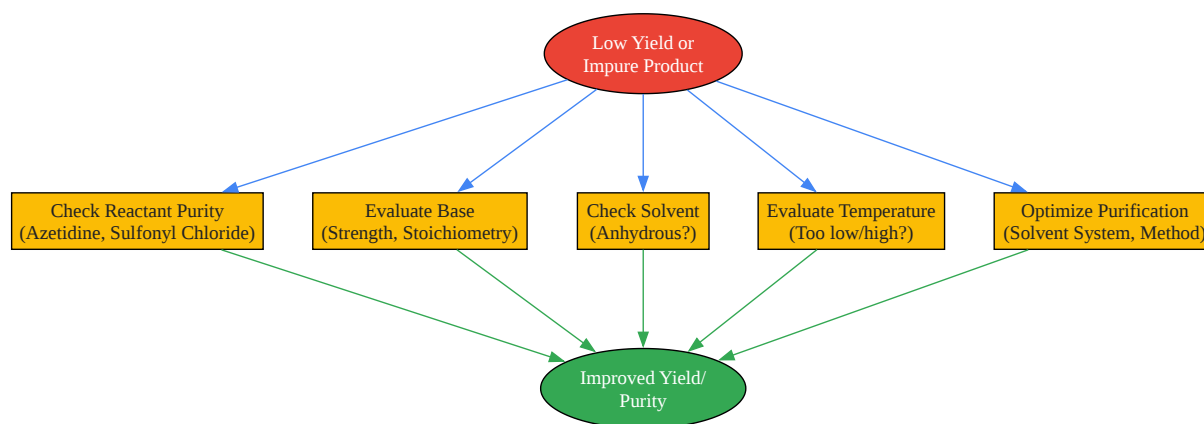 Low Yield or
Impure Product
Check Reactant Purity
(Azetidine, Sulfonyl Chloride)
Evaluate Base
(Strength, Stoichiometry)
Check Solvent
(Anhydrous?)
Evaluate Temperature
(Too low/high?)
Optimize Purification
(Solvent System, Method)
Improved Yield/
Purity